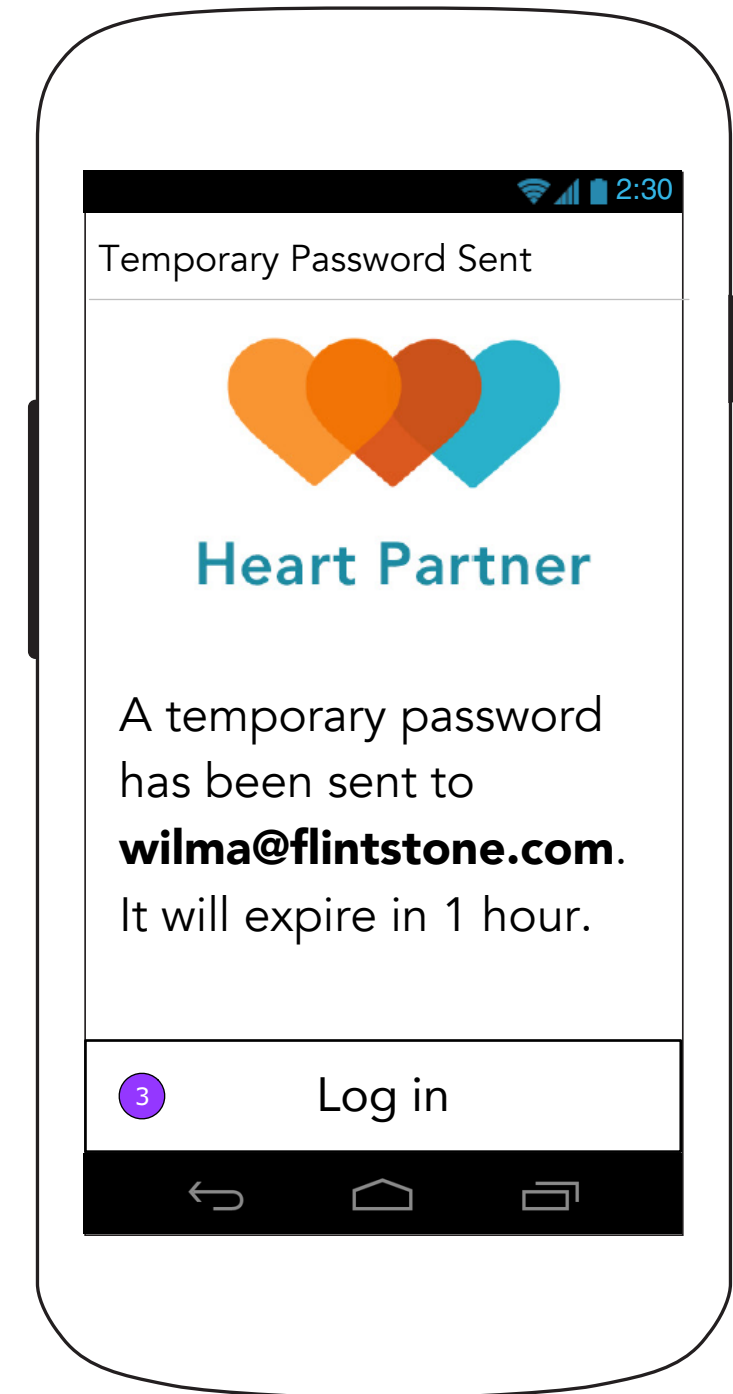 2:30
Temporary Password Sent
Heart Partner
A temporary password
has been sent to
wilma@flintstone.com.
It will expire in 1 hour.
3 Log in